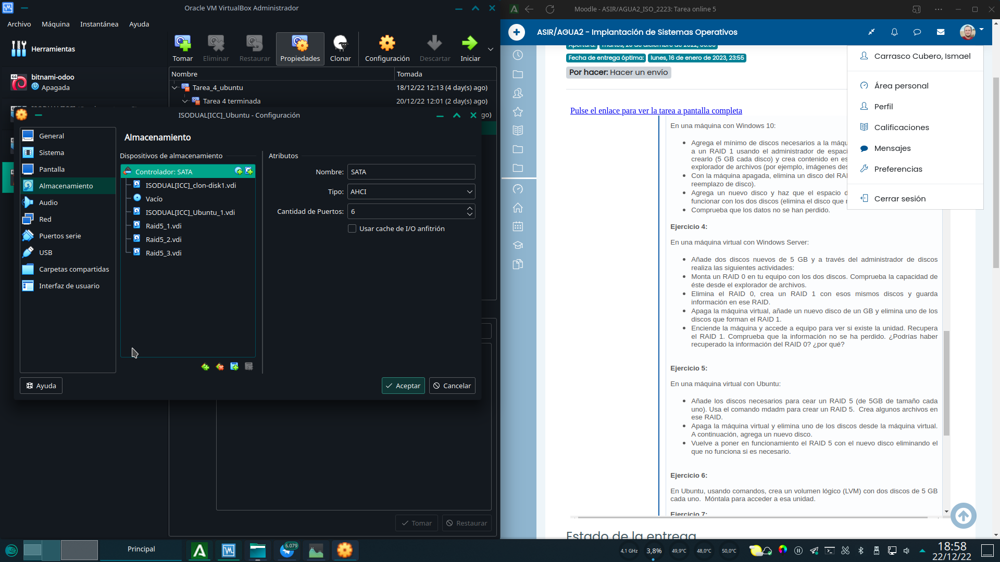 Oracle VM VirtualBox Administrador
Archivo Máquina Instantánea Ayuda
Herramientas
Tomar Eliminar Restaurar Propiedades Clonar Configuración Descartar Iniciar
64
bitnami-odoo
Apagada
Nombre Tomada
Tarea_4_ubuntu 18/12/22 12:13 (4 day(s) ago)
Tarea 4 terminada 20/12/22 12:01 (2 day(s) ago)
go)
ISODUAL[ICC]_Ubuntu - Configuración
General
Sistema
Pantalla
Almacenamiento
Audio
Red
Puertos serie
USB
Carpetas compartidas
Interfaz de usuario
Almacenamiento
Dispositivos de almacenamiento
Controlador: SATA
ISODUAL[ICC]_clon-disk1.vdi
Vacío
ISODUAL[ICC]_Ubuntu_1.vdi
Raid5_1.vdi
Raid5_2.vdi
Raid5_3.vdi
Atributos
Nombre: SATA
Tipo: AHCI
Cantidad de Puertos: 6
Usar cache de I/O anfitrión
Ayuda
Aceptar
Cancelar
Tomar
Restaurar
Moodle - ASIR/AGUA2_ISO_2223: Tarea online 5
ASIR/AGUA2 - Implantación de Sistemas Operativos
Fecha de entrega óptima: lunes, 16 de enero de 2023, 23:55
Por hacer: Hacer un envío
Pulse el enlace para ver la tarea a pantalla completa
Carrasco Cubero, Ismael
Área personal
Perfil
Calificaciones
Mensajes
Preferencias
Cerrar sesión
En una máquina con Windows 10:
Agrega el mínimo de discos necesarios a la máqu
a un RAID 1 usando el administrador de espaci
crearlo (5 GB cada disco) y crea contenido en es
explorador de archivos (por ejemplo, imágenes des
Con la máquina apagada, elimina un disco del RAI
reemplazo de disco).
Agrega un nuevo disco y haz que el espacio d
funcionar con los dos discos (elimina el disco que r
Comprueba que los datos no se han perdido.
Ejercicio 4:
En una máquina virtual con Windows Server:
Añade dos discos nuevos de 5 GB y a través del administrador de discos
realiza las siguientes actividades:
Monta un RAID 0 en tu equipo con los dos discos. Comprueba la capacidad de
éste desde el explorador de archivos.
Elimina el RAID 0, crea un RAID 1 con esos mismos discos y guarda
información en ese RAID.
Apaga la máquina virtual, añade un nuevo disco de un GB y elimina uno de los
discos que forman el RAID 1.
Enciende la máquina y accede a equipo para ver si existe la unidad. Recupera
el RAID 1. Comprueba que la información no se ha perdido. ¿Podrías haber
recuperado la información del RAID 0? ¿por qué?
Ejercicio 5:
En una máquina virtual con Ubuntu:
Añade los discos necesarios para cear un RAID 5 (de 5GB de tamaño cada
uno). Usa el comando mdadm para crear un RAID 5. Crea algunos archivos en
ese RAID.
Apaga la máquina virtual y elimina uno de los discos desde la máquina virtual.
A continuación, agrega un nuevo disco.
Vuelve a poner en funcionamiento el RAID 5 con el nuevo disco eliminando el
que no funciona si es necesario.
Ejercicio 6:
En Ubuntu, usando comandos, crea un volumen lógico (LVM) con dos discos de 5 GB
cada uno. Móntala para acceder a esa unidad.
Ejercicio 7:
Estado de la entrega
Principal
6.079
4,1 GHz 3,8% 49,9°C 48,0°C 50,0°C
18:58
22/12/22